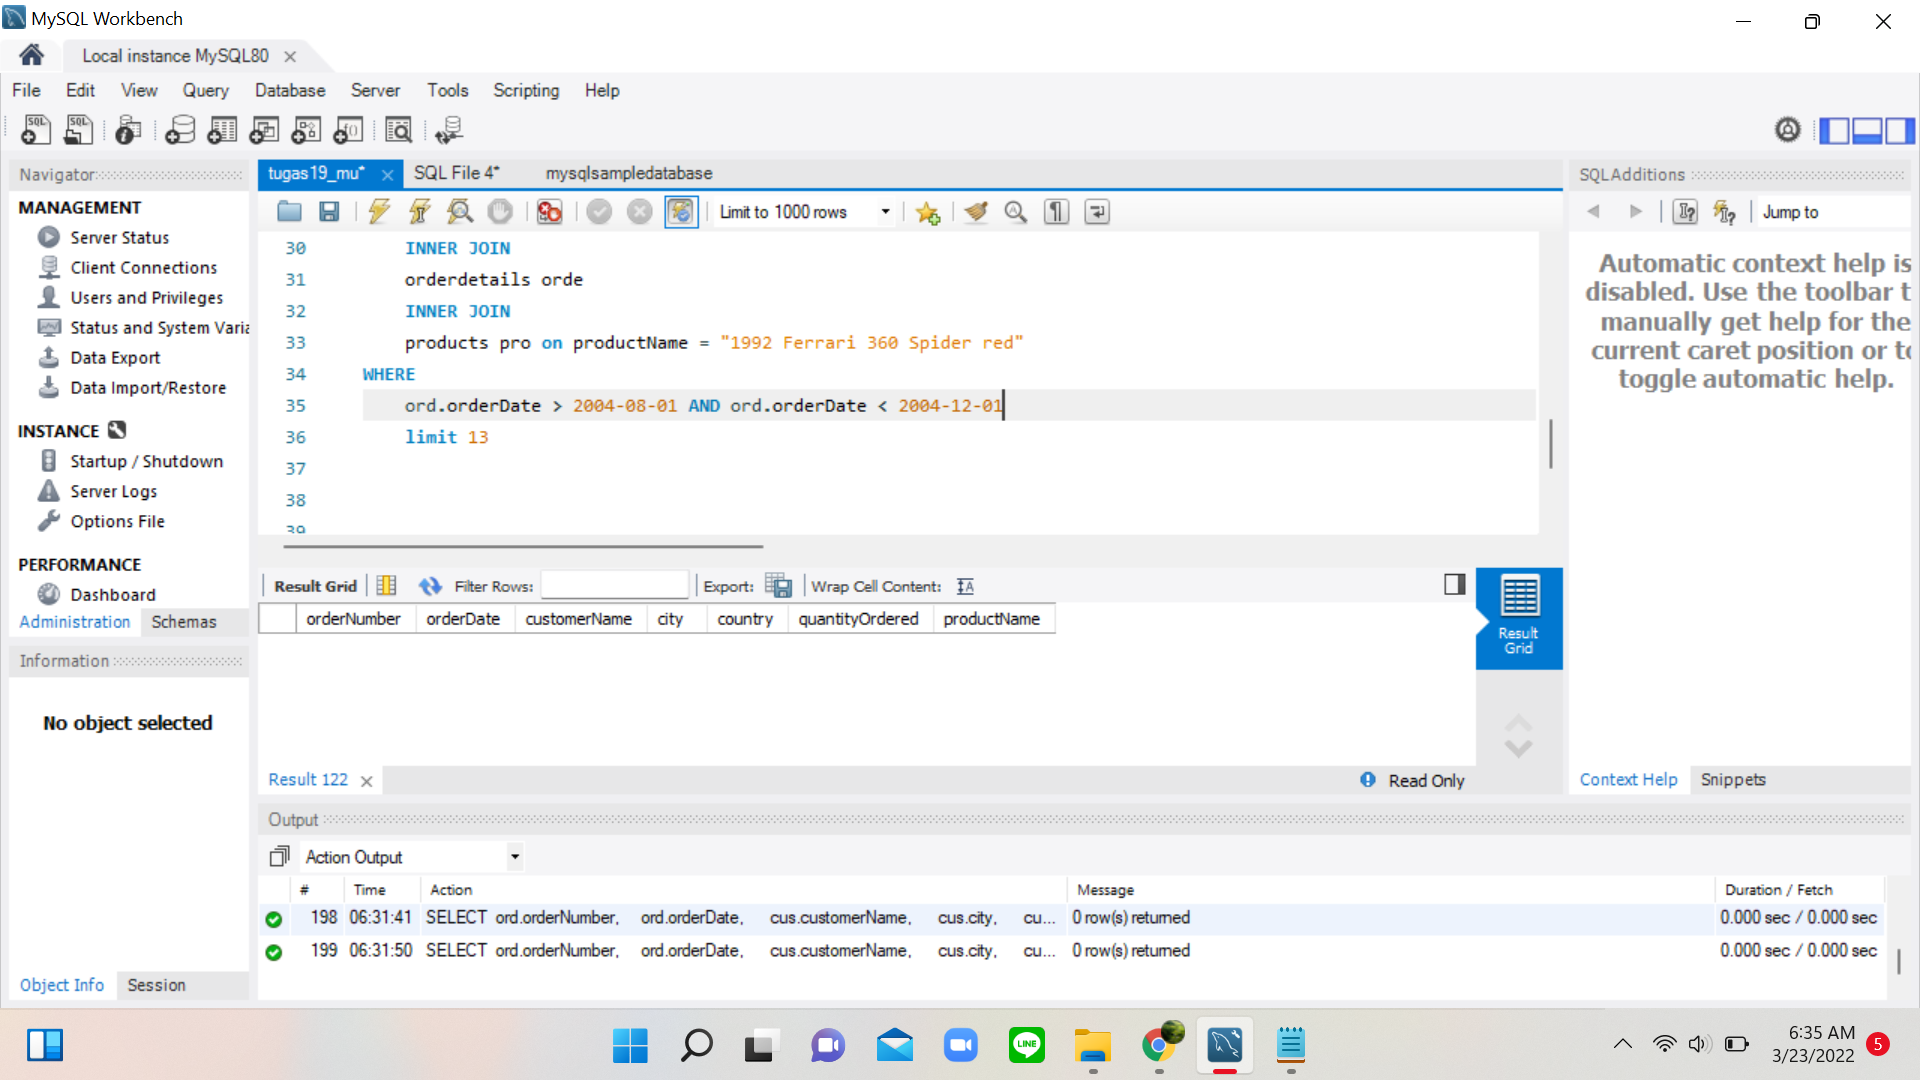 MySQL Workbench
Local instance MySQL80
File Edit View Query Database Server Tools Scripting Help
Navigator
MANAGEMENT
Server Status
Client Connections
Users and Privileges
Status and System Varia
Data Export
Data Import/Restore
INSTANCE
Startup / Shutdown
Server Logs
Options File
PERFORMANCE
Dashboard
Administration Schemas
Information
No object selected
Object Info Session
tugas19_mu* SQL File 4* mysqlsampledatabase
Limit to 1000 rows
30 INNER JOIN
31 orderdetails orde
32 INNER JOIN
33 products pro on productName = "1992 Ferrari 360 Spider red"
34 WHERE
35 ord.orderDate > 2004-08-01 AND ord.orderDate < 2004-12-01
36 limit 13
37
38
39
Result Grid Filter Rows: Export: Wrap Cell Content:
orderNumber orderDate customerName city country quantityOrdered productName
Result
Grid
Result 122
Read Only
SQLAdditions
Jump to
Automatic context help is
disabled. Use the toolbar t
manually get help for the
current caret position or to
toggle automatic help.
Context Help Snippets
Output
Action Output
# Time Action Message Duration / Fetch
198 06:31:41 SELECT ord.orderNumber, ord.orderDate, cus.customerName, cus.city, cu... 0 row(s) returned 0.000 sec / 0.000 sec
199 06:31:50 SELECT ord.orderNumber, ord.orderDate, cus.customerName, cus.city, cu... 0 row(s) returned 0.000 sec / 0.000 sec
LINE
6:35 AM
3/23/2022
5